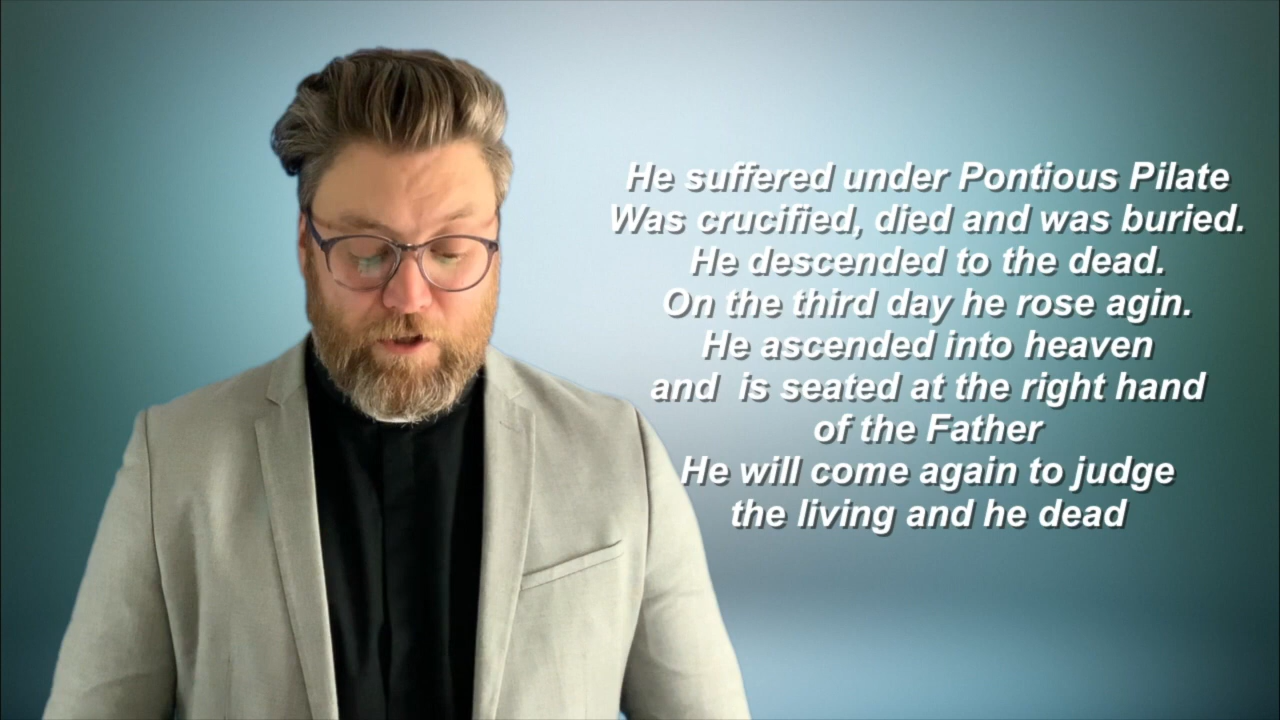 He suffered under Pontious Pilate
Was crucified, died and was buried.
He descended to the dead.
On the third day he rose agin.
He ascended into heaven
and  is seated at the right hand
of the Father
He will come again to judge
the living and he dead